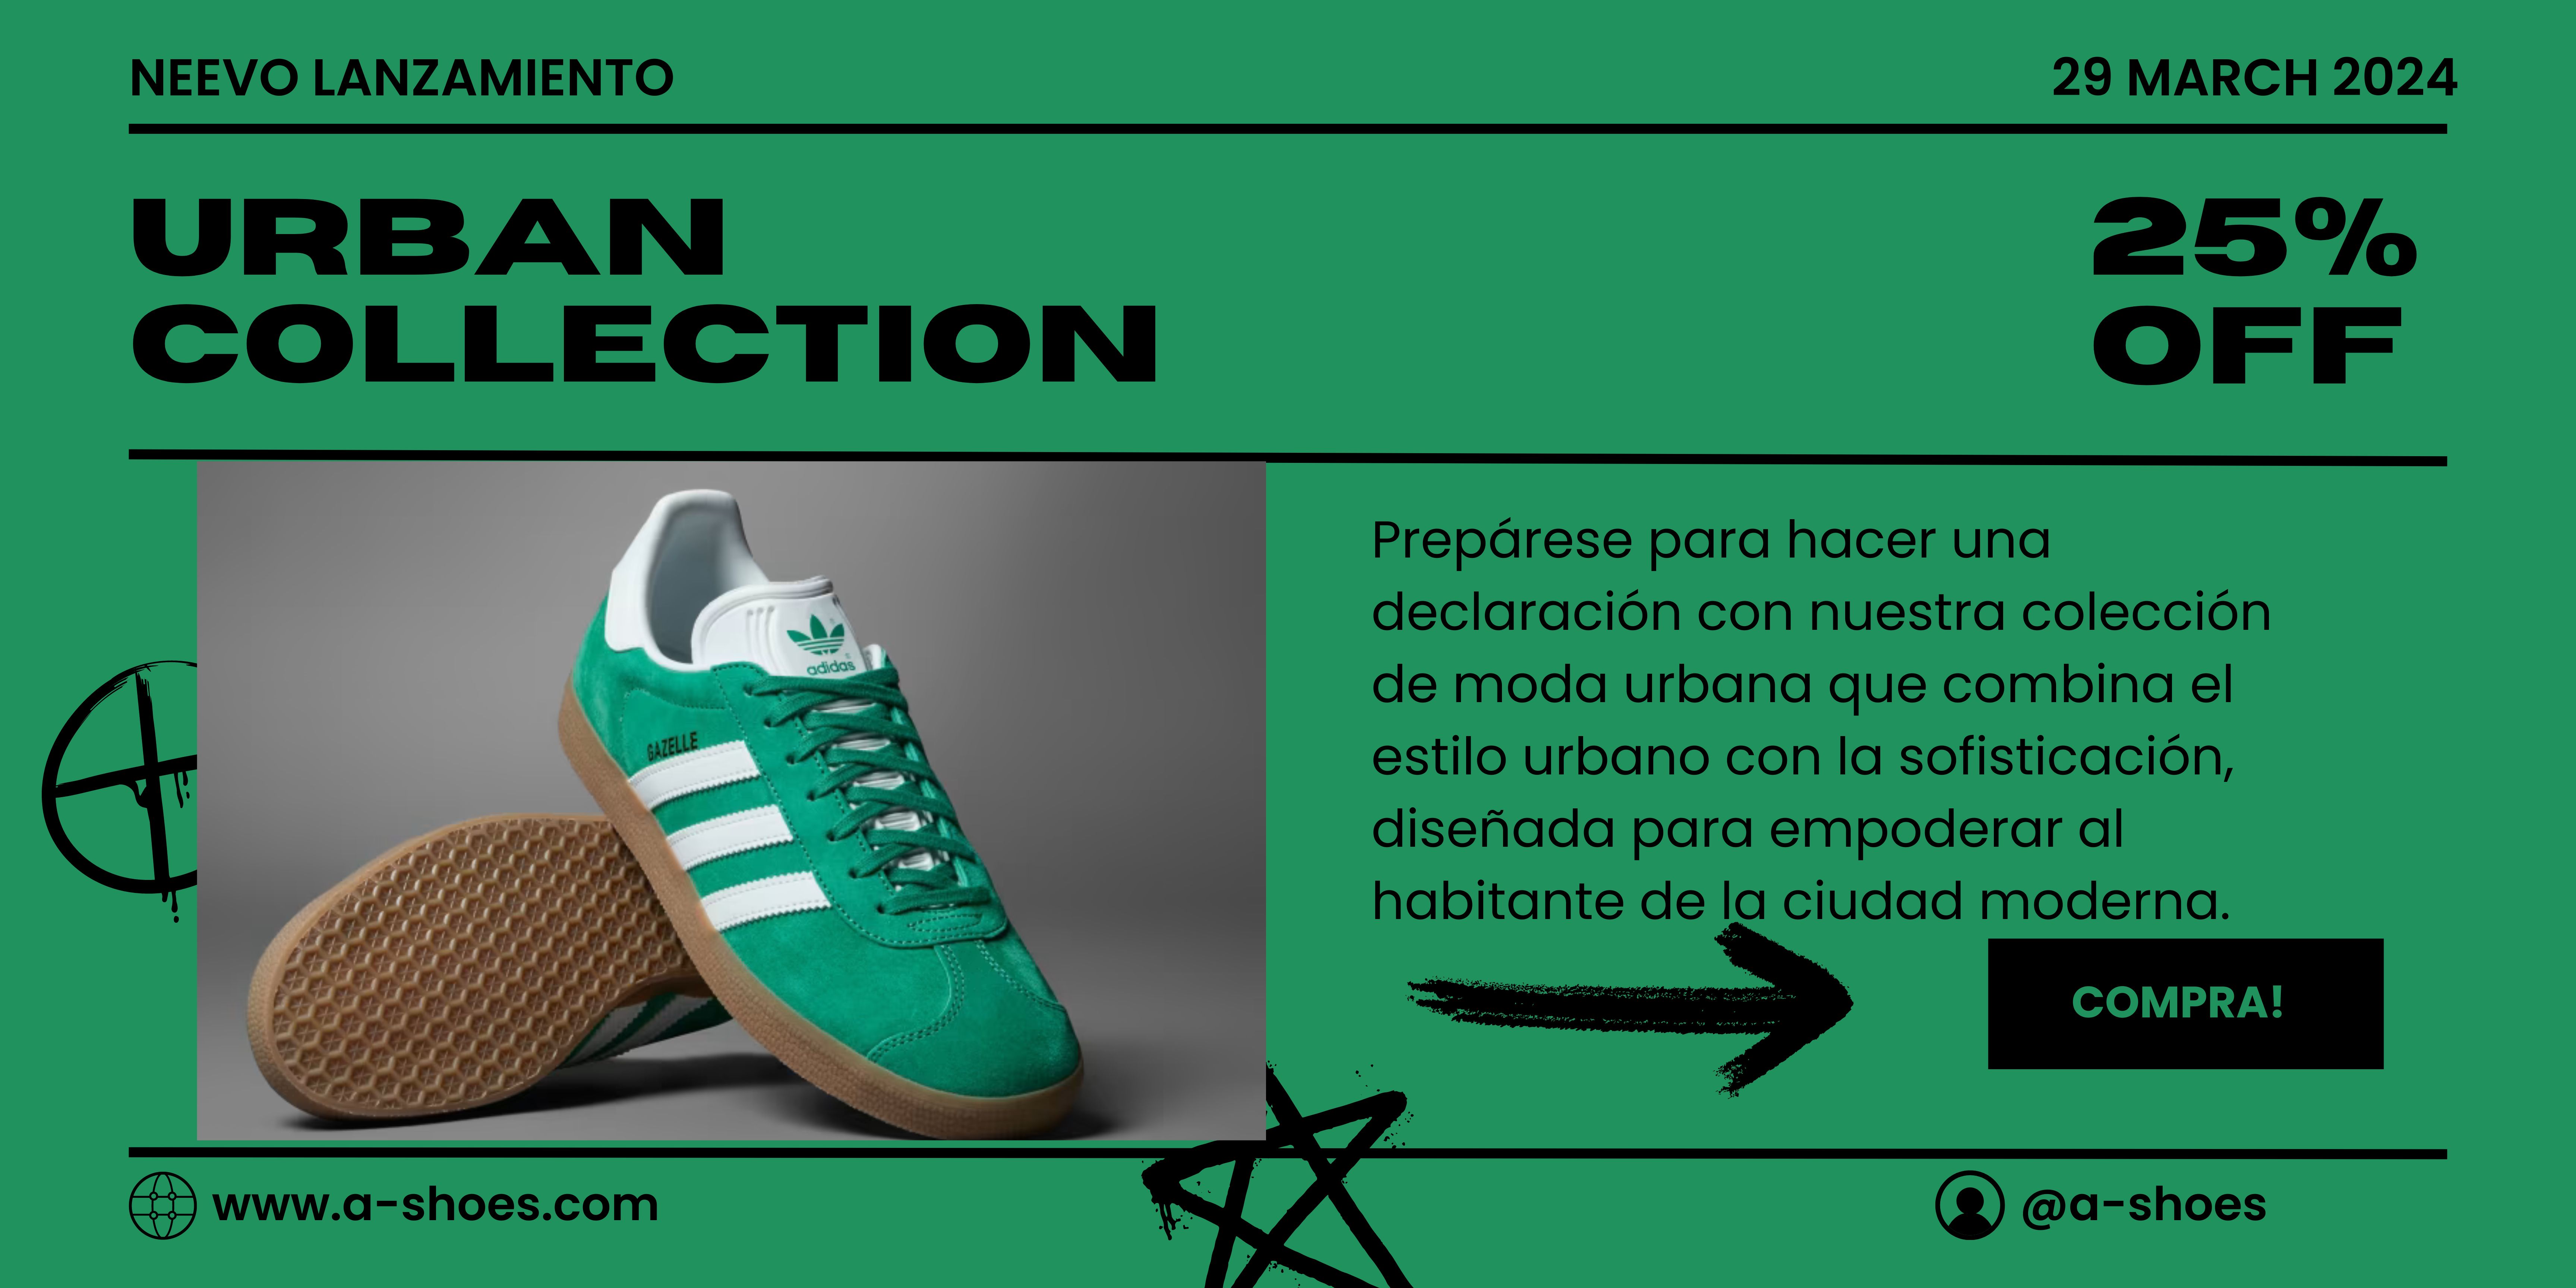 NEEVO LANZAMIENTO
29 MARCH 2024
URBAN
COLLECTION
25%
OFF
adidas
GAZELLE
Prepárese para hacer una
declaración con nuestra colección
de moda urbana que combina el
estilo urbano con la sofisticación,
diseñada para empoderar al
habitante de la ciudad moderna.
COMPRA!
www.a-shoes.com
@a-shoes